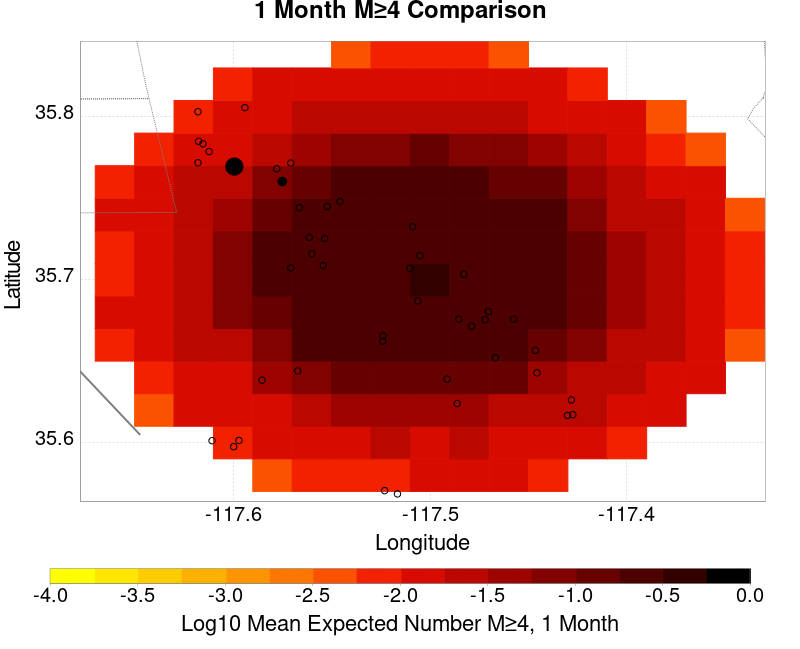 1 Month M≥4 Comparison
35.8
35.7
35.6
Latitude
-117.6 -117.5 -117.4
Longitude
-4.0 -3.5 -3.0 -2.5 -2.0 -1.5 -1.0 -0.5 0.0
Log10 Mean Expected Number M≥4, 1 Month